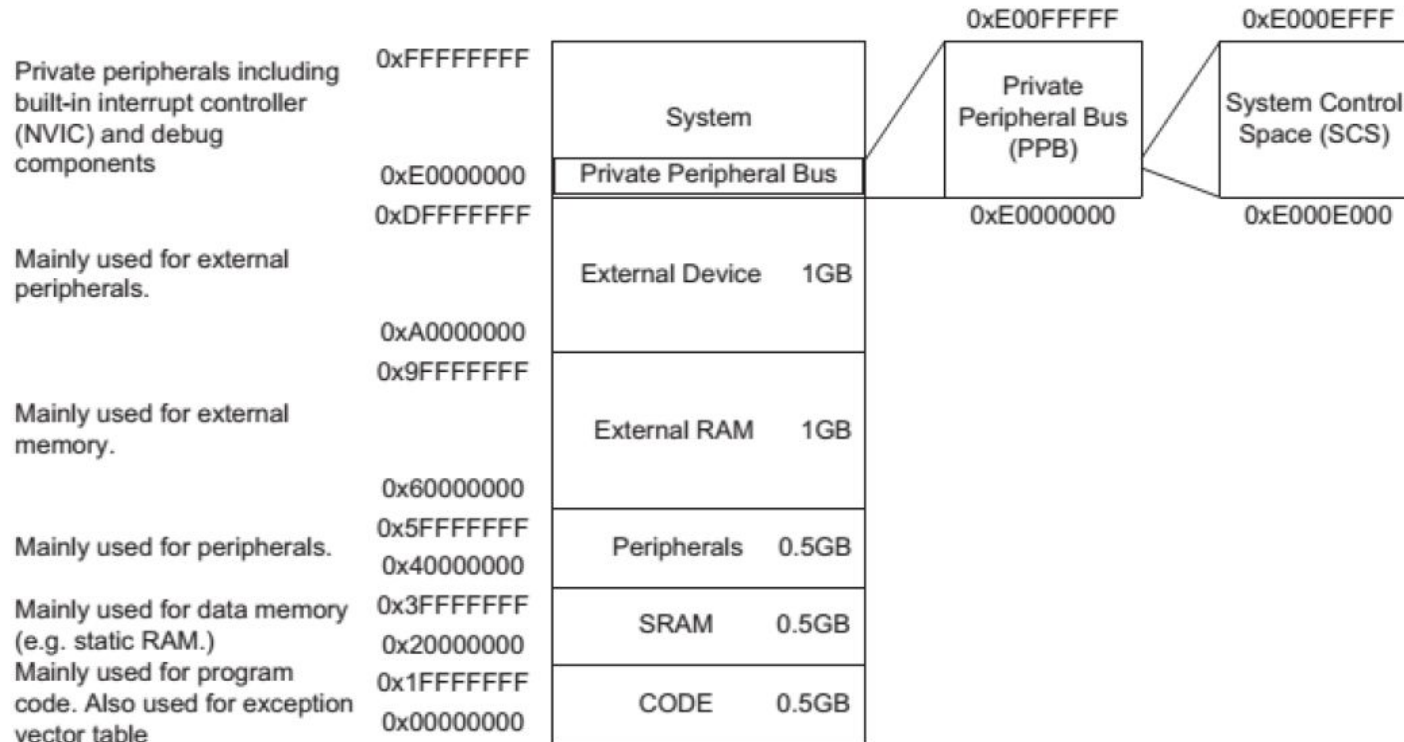 0xE00FFFFF
0xE000EFFF
Private peripherals including
built-in interrupt controller
(NVIC) and debug
components
0xFFFFFFFF
System
Private
Peripheral Bus
(PPB)
System Control
Space (SCS)
0xE0000000
Private Peripheral Bus
0xDFFFFFFF
0xE0000000
0xE000E000
Mainly used for external
peripherals.
External Device 1GB
0xA0000000
0x9FFFFFFF
Mainly used for external
memory.
External RAM 1GB
0x60000000
0x5FFFFFFF
Mainly used for peripherals.
Peripherals 0.5GB
0x40000000
Mainly used for data memory
(e.g. static RAM.)
0x3FFFFFFF
SRAM 0.5GB
0x20000000
Mainly used for program
code. Also used for exception
vector table
0x1FFFFFFF
CODE 0.5GB
0x00000000